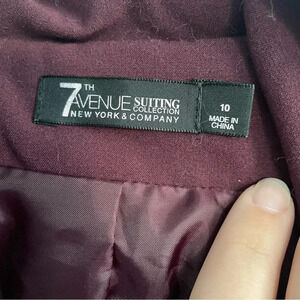 7TH
AVENUE SUITING
COLLECTION
NEW YORK & COMPANY
10
MADE IN
CHINA